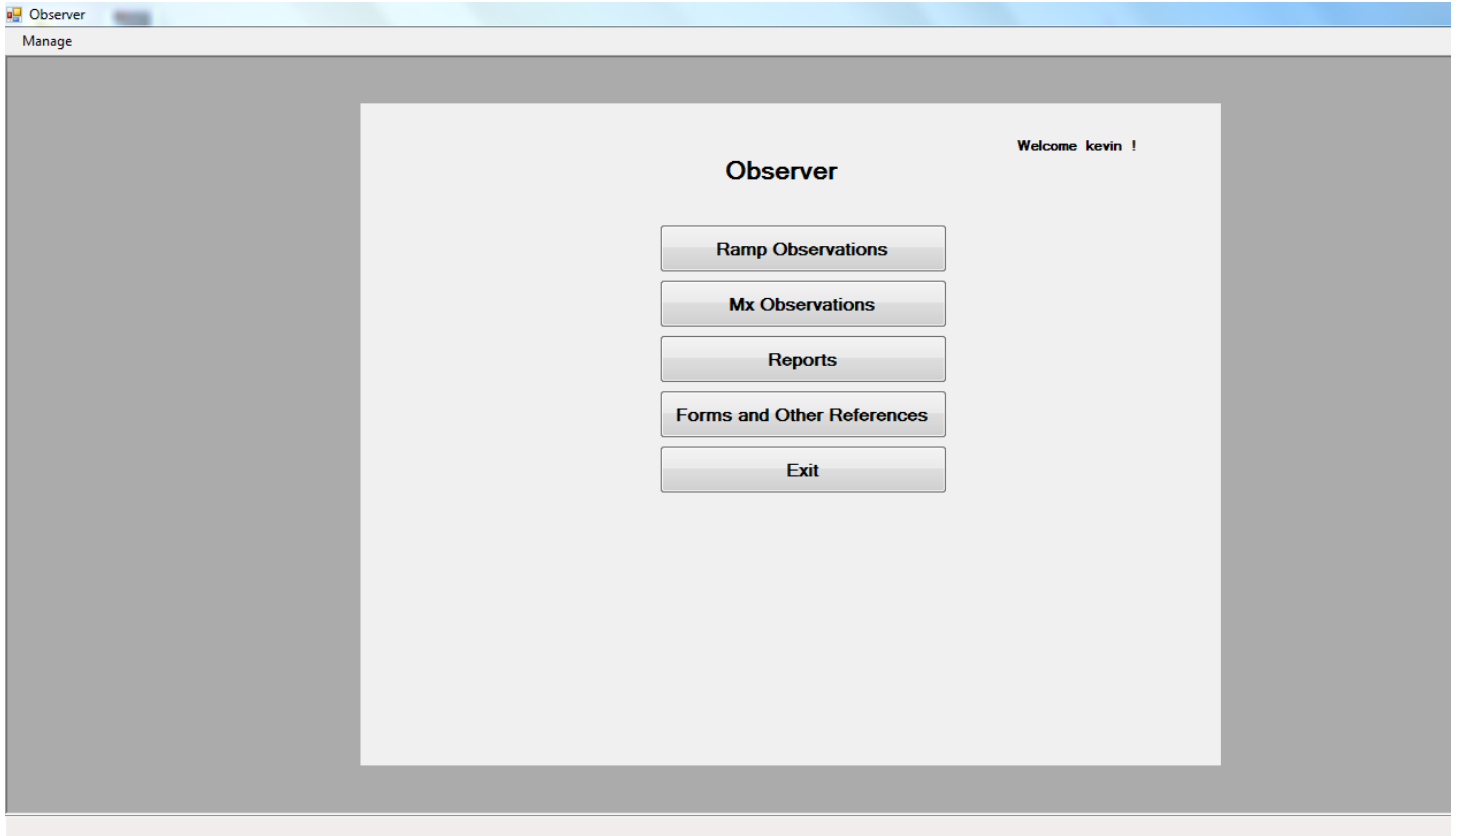 Observer
Manage
Welcome kevin !
Observer
Ramp Observations
Mx Observations
Reports
Forms and Other References
Exit